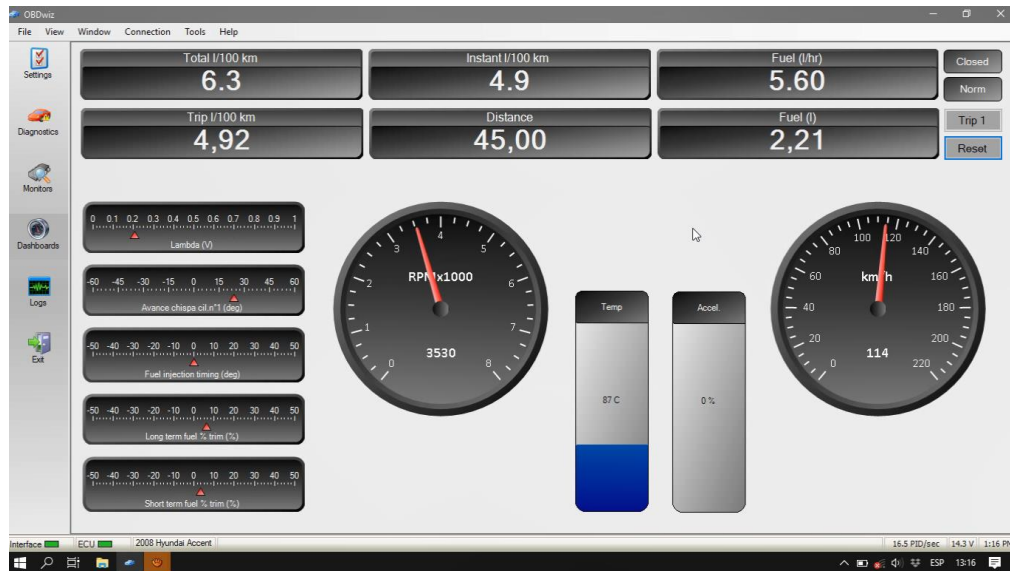 OBDwiz
File View Window Connection Tools Help
Settings
Diagnostics
Monitors
Dashboards
Logs
Exit
Total l/100 km
6.3
Instant l/100 km
4.9
Fuel (l/hr)
5.60
Closed
Norm
Trip l/100 km
4,92
Distance
45,00
Fuel (l)
2,21
Trip 1
Reset
0 0.1 0.2 0.3 0.4 0.5 0.6 0.7 0.8 0.9 1
Lambda (V)
-60 -45 -30 -15 0 15 30 45 60
Avance chispa cil.n°1 (deg)
-50 -40 -30 -20 -10 0 10 20 30 40 50
Fuel injection timing (deg)
-50 -40 -30 -20 -10 0 10 20 30 40 50
Long term fuel % trim (%)
-50 -40 -30 -20 -10 0 10 20 30 40 50
Short term fuel % trim (%)
0 1 2 3 4 5 6 7 8
RPMx1000
3530
Temp
87 C
Accel.
0 %
0 20 40 60 80 100 120 140 160 180 200 220
km/h
114
Interface ECU 2008 Hyundai Accent 16.5 PID/sec 14.3 V 1:16 PM
ESP 13:16